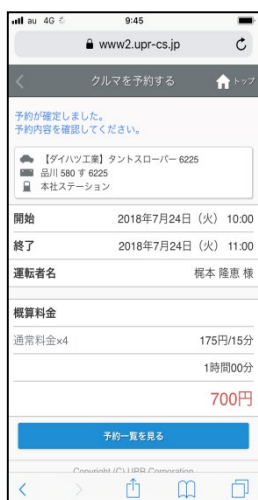 au 4G 9:45
www2.upr-cs.jp
クルマを予約する トップ
予約が確定しました。
予約内容を確認してください。
【ダイハツ工業】タントスローパー 6225
品川 580 す 6225
本社ステーション
開始 2018年7月24日（火） 10:00
終了 2018年7月24日（火） 11:00
運転者名 梶本 隆恵 様
概算料金
通常料金×4 175円/15分
1時間00分
700円
予約一覧を見る
Copyright (C) UPR Corporation